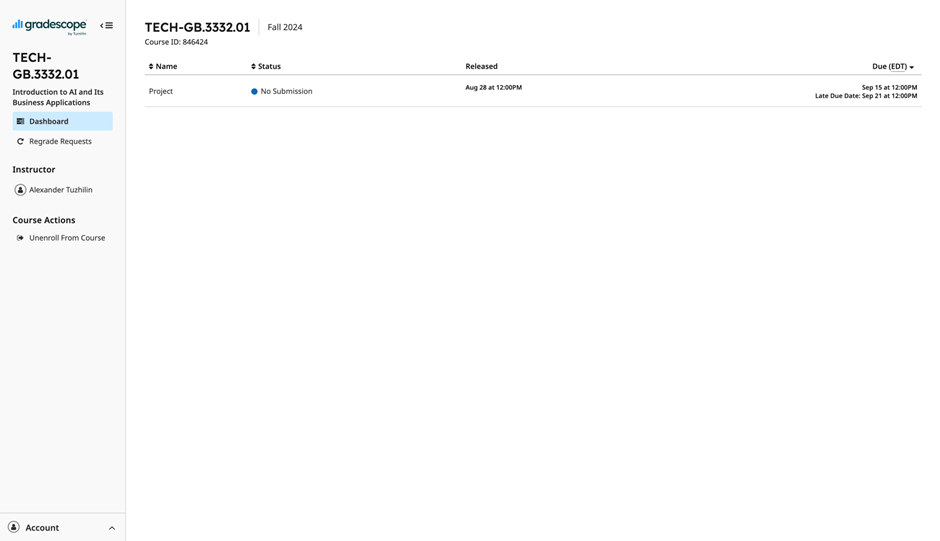 gradescope
by Turnitin
TECH-
GB.3332.01
Introduction to AI and Its
Business Applications
Dashboard
Regrade Requests
Instructor
Alexander Tuzhilin
Course Actions
Unenroll From Course
Account
TECH-GB.3332.01 Fall 2024
Course ID: 846424
Name Status Released Due (EDT)
Project No Submission Aug 28 at 12:00PM Sep 15 at 12:00PM
Late Due Date: Sep 21 at 12:00PM